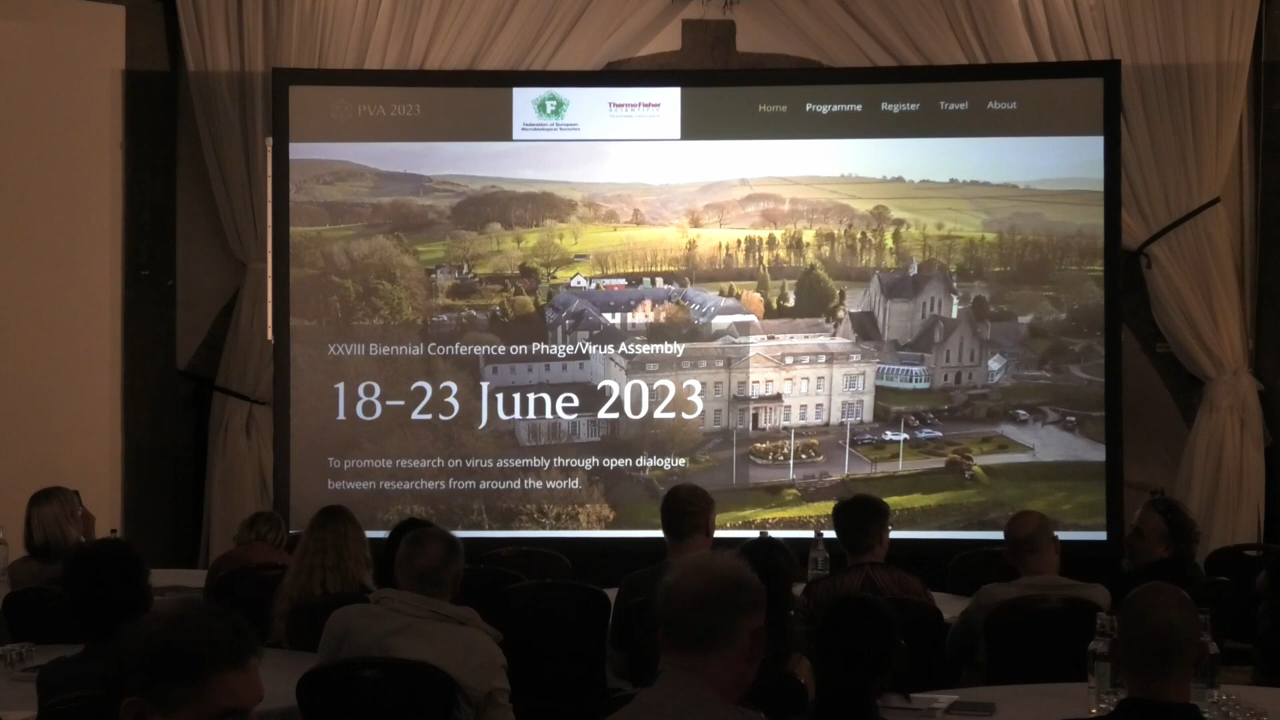 PVA 2023
Federation of European
Microbiological Societies
ThermoFisher
SCIENTIFIC
Home Programme Register Travel About
XXVIII Biennial Conference on Phage/Virus Assembly
18-23 June 2023
To promote research on virus assembly through open dialogue
between researchers from around the world.